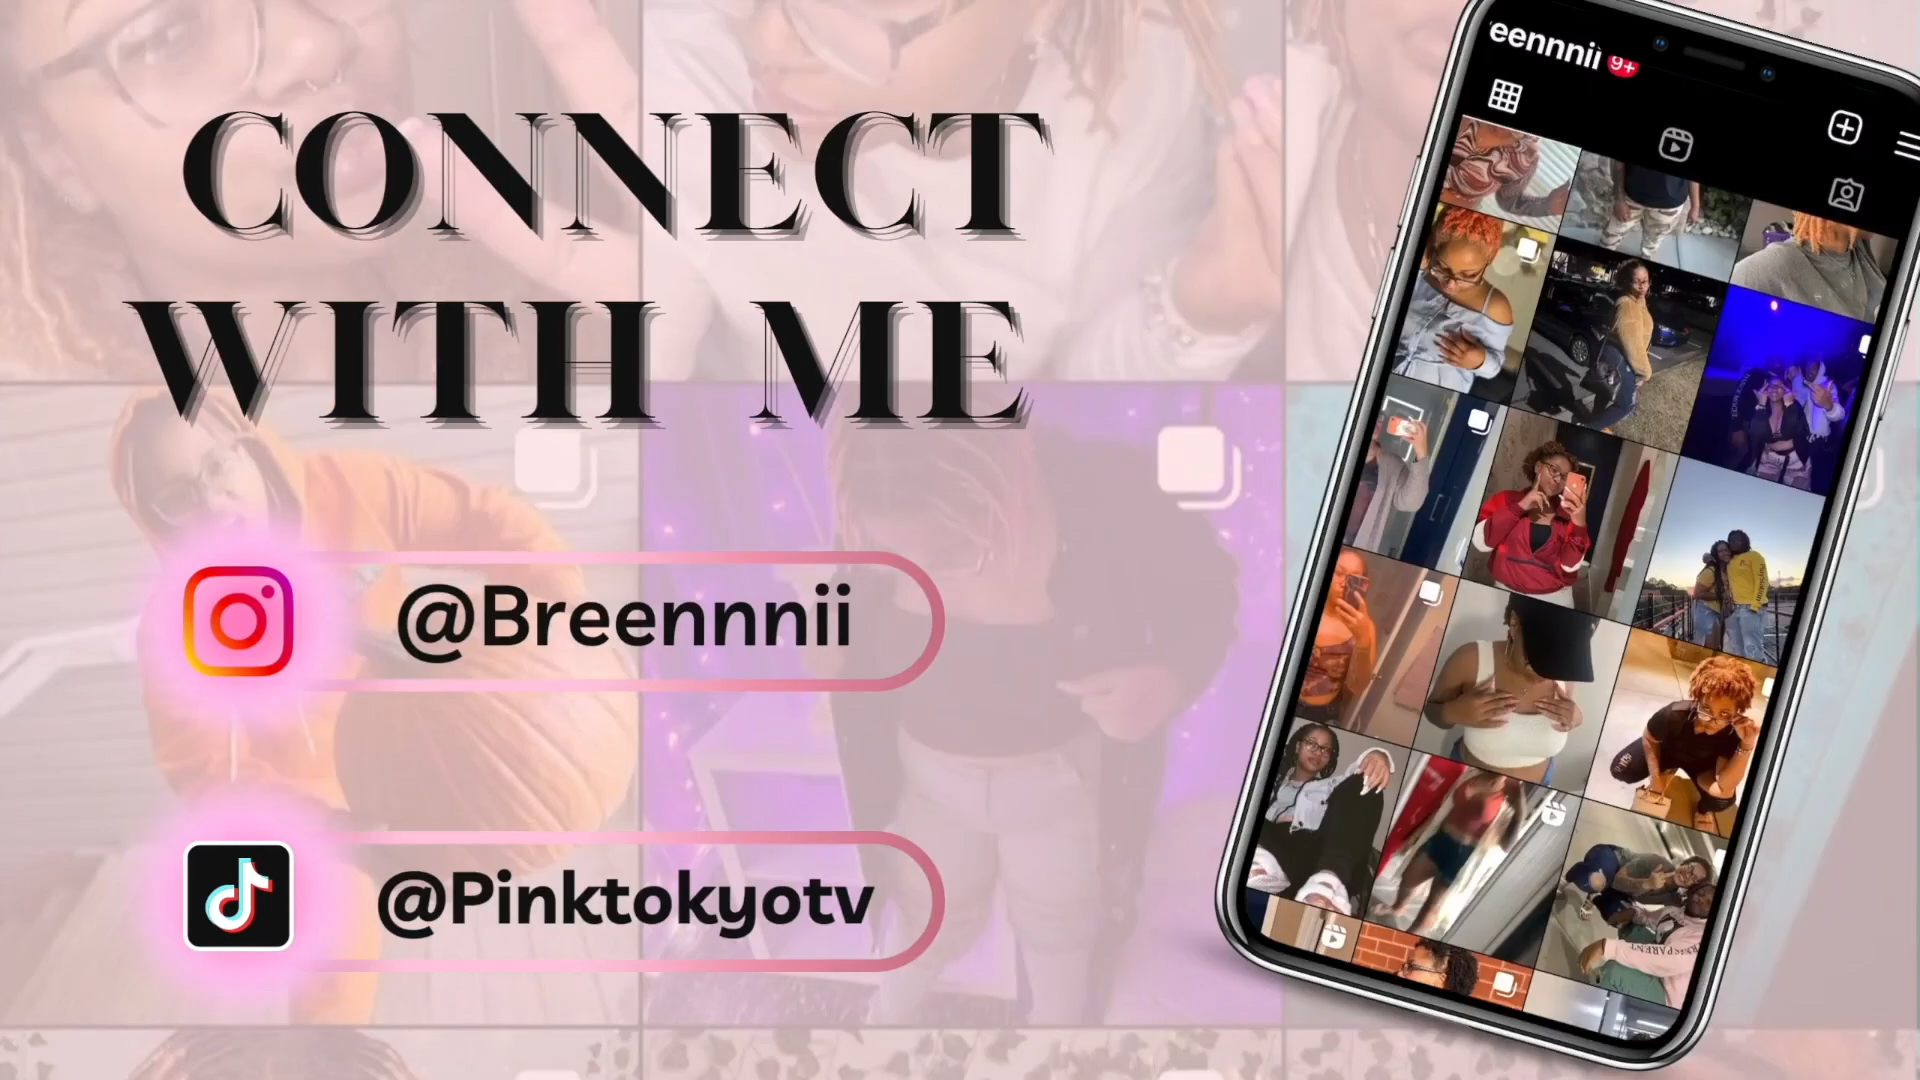 CONNECT
WITH ME
@Breennnii
@Pinktokyotv
eennnii 9+